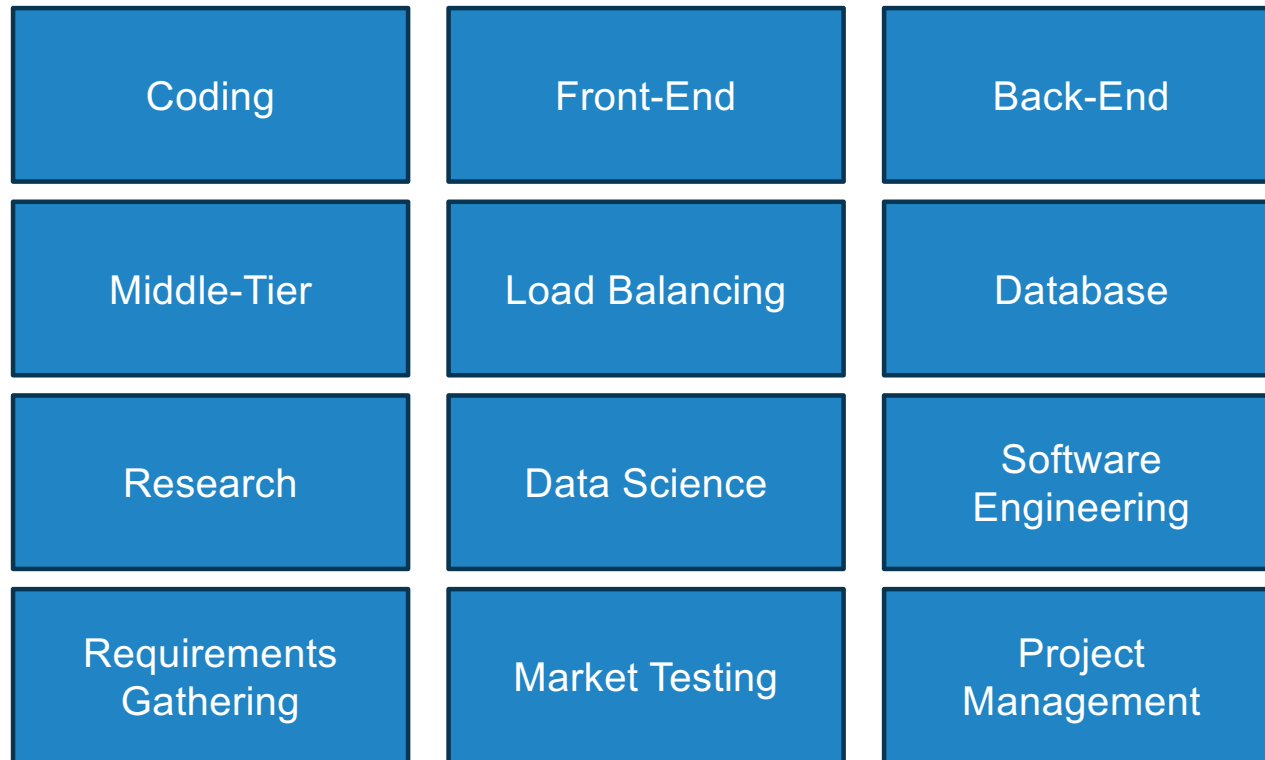 Coding
Front-End
Back-End
Middle-Tier
Load Balancing
Database
Research
Data Science
Software
Engineering
Requirements
Gathering
Market Testing
Project
Management